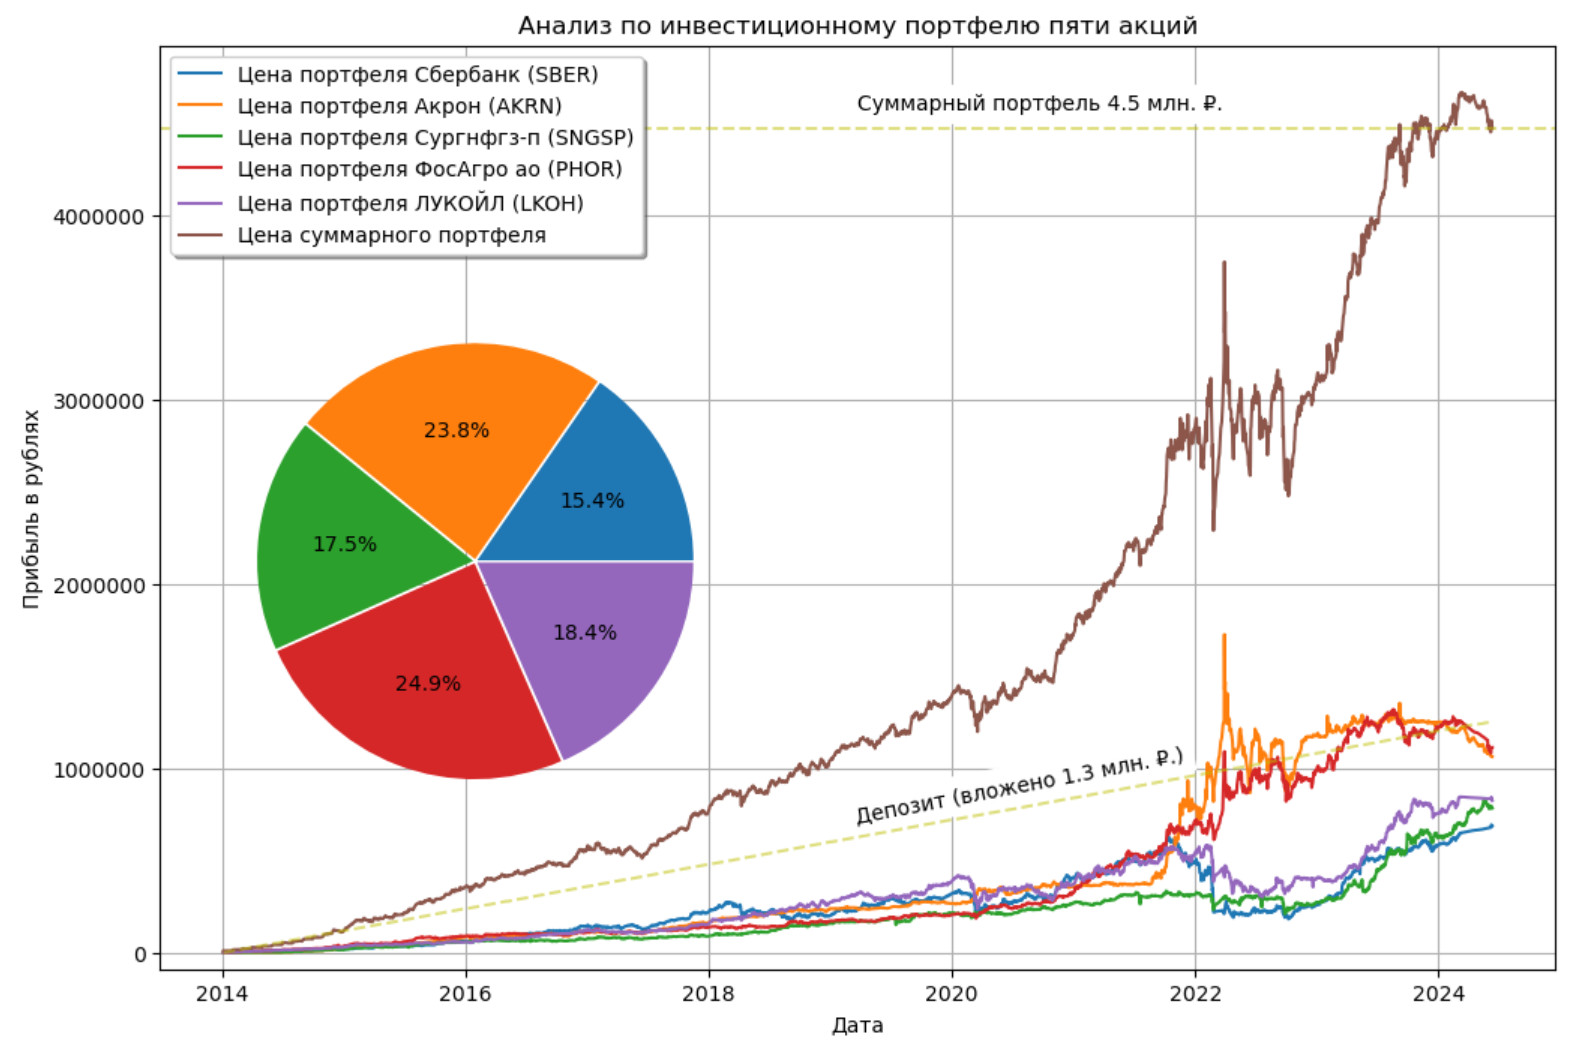 Анализ по инвестиционному портфелю пяти акций
Цена портфеля Сбербанк (SBER)
Цена портфеля Акрон (AKRN)
Цена портфеля Сургнфгз-п (SNGSP)
Цена портфеля ФосАгро ао (PHOR)
Цена портфеля ЛУКОЙЛ (LKOH)
Цена суммарного портфеля
Суммарный портфель 4.5 млн. ₽.
4000000
3000000
2000000
1000000
0
Прибыль в рублях
23.8%
15.4%
17.5%
18.4%
24.9%
Депозит (вложено 1.3 млн. ₽.)
2014
2016
2018
2020
2022
2024
Дата